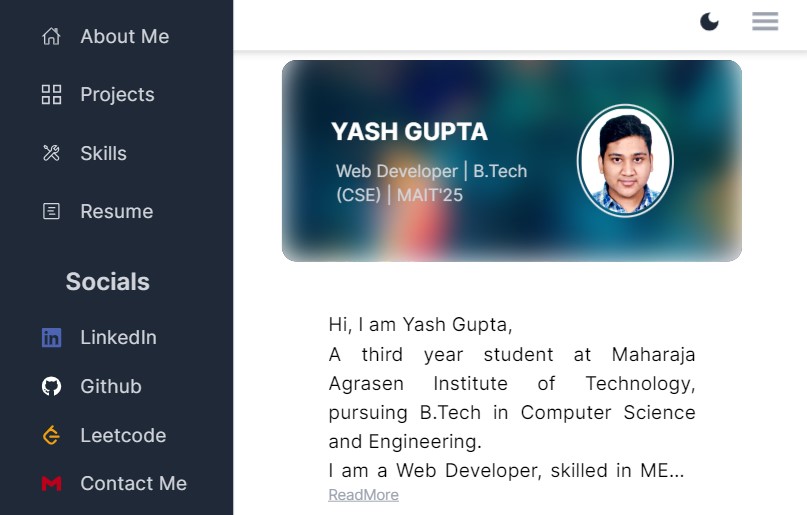 About Me
Projects
Skills
Resume
Socials
LinkedIn
Github
Leetcode
Contact Me
YASH GUPTA
Web Developer | B.Tech
(CSE) | MAIT'25
Hi, I am Yash Gupta,
A third year student at Maharaja
Agrasen Institute of Technology,
pursuing B.Tech in Computer Science
and Engineering.
I am a Web Developer, skilled in ME...
ReadMore